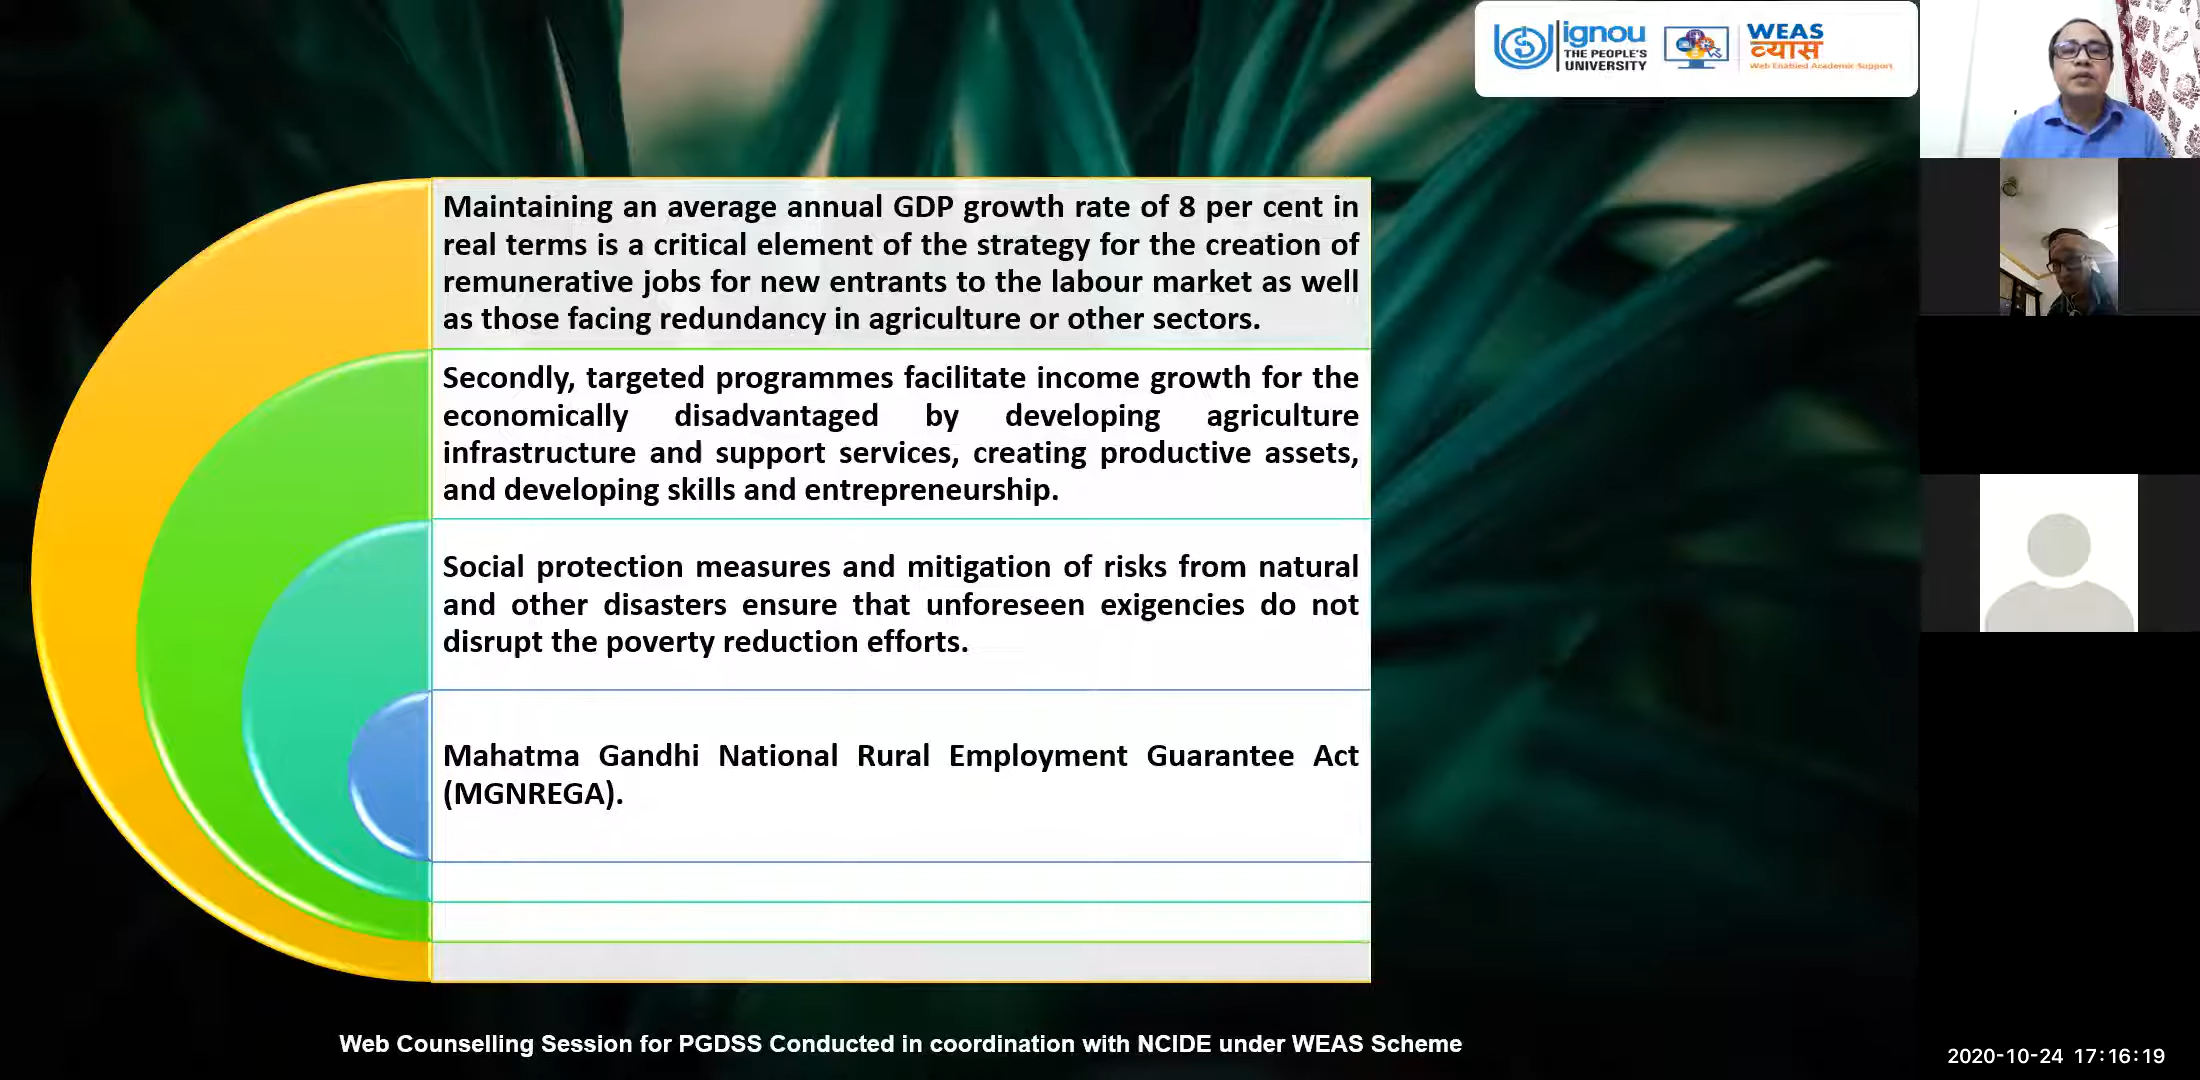 ignou
THE PEOPLE'S
UNIVERSITY
WEAS
व्यास
Web Enabled Academic Support
Maintaining an average annual GDP growth rate of 8 per cent in
real terms is a critical element of the strategy for the creation of
remunerative jobs for new entrants to the labour market as well
as those facing redundancy in agriculture or other sectors.
Secondly, targeted programmes facilitate income growth for the
economically disadvantaged by developing agriculture
infrastructure and support services, creating productive assets,
and developing skills and entrepreneurship.
Social protection measures and mitigation of risks from natural
and other disasters ensure that unforeseen exigencies do not
disrupt the poverty reduction efforts.
Mahatma Gandhi National Rural Employment Guarantee Act
(MGNREGA).
Web Counselling Session for PGDSS Conducted in coordination with NCIDE under WEAS Scheme
2020-10-24 17:16:19